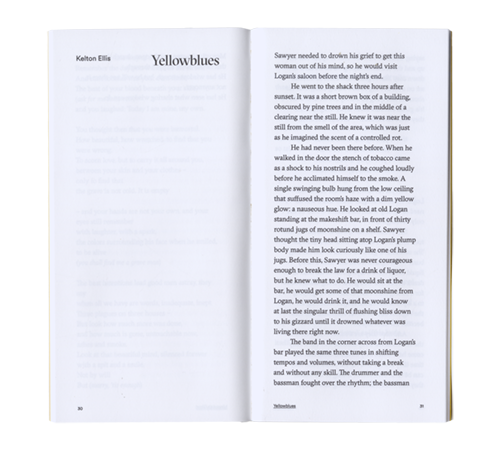 Kelton Ellis
Yellowblues
30
Sawyer needed to drown his grief to get this
woman out of his mind, so he would visit
Logan's saloon before the night's end.
He went to the shack three hours after
sunset. It was a short brown box of a building,
obscured by pine trees and in the middle of a
clearing near the still. He knew it was near the
still from the smell of the area, which was just
as he imagined the scent of a controlled rot.
He had never been there before. When he
walked in the door the stench of tobacco came
as a shock to his nostrils and he coughed loudly
before he acclimated himself to the smoke. A
single swinging bulb hung from the low ceiling
that suffused the room's haze with a dim yellow
glow: a nauseous hue. He looked at old Logan
standing at the makeshift bar, in front of thirty
rotund jugs of moonshine on a shelf. Sawyer
thought the tiny head sitting atop Logan's plump
body made him look curiously like one of his
jugs. Before this, Sawyer was never courageous
enough to break the law for a drink of liquor,
but he knew what to do. He would sit at the
bar, he would get some of that moonshine from
Logan, he would drink it, and he would know
at last the singular thrill of flushing bliss down
to his gizzard until it drowned whatever was
living there right now.
The band in the corner across from Logan's
bar played the same three tunes in shifting
tempos and volumes, without taking a break
and without any skill. The drummer and the
bassman fought over the rhythm; the bassman
Yellowblues
31